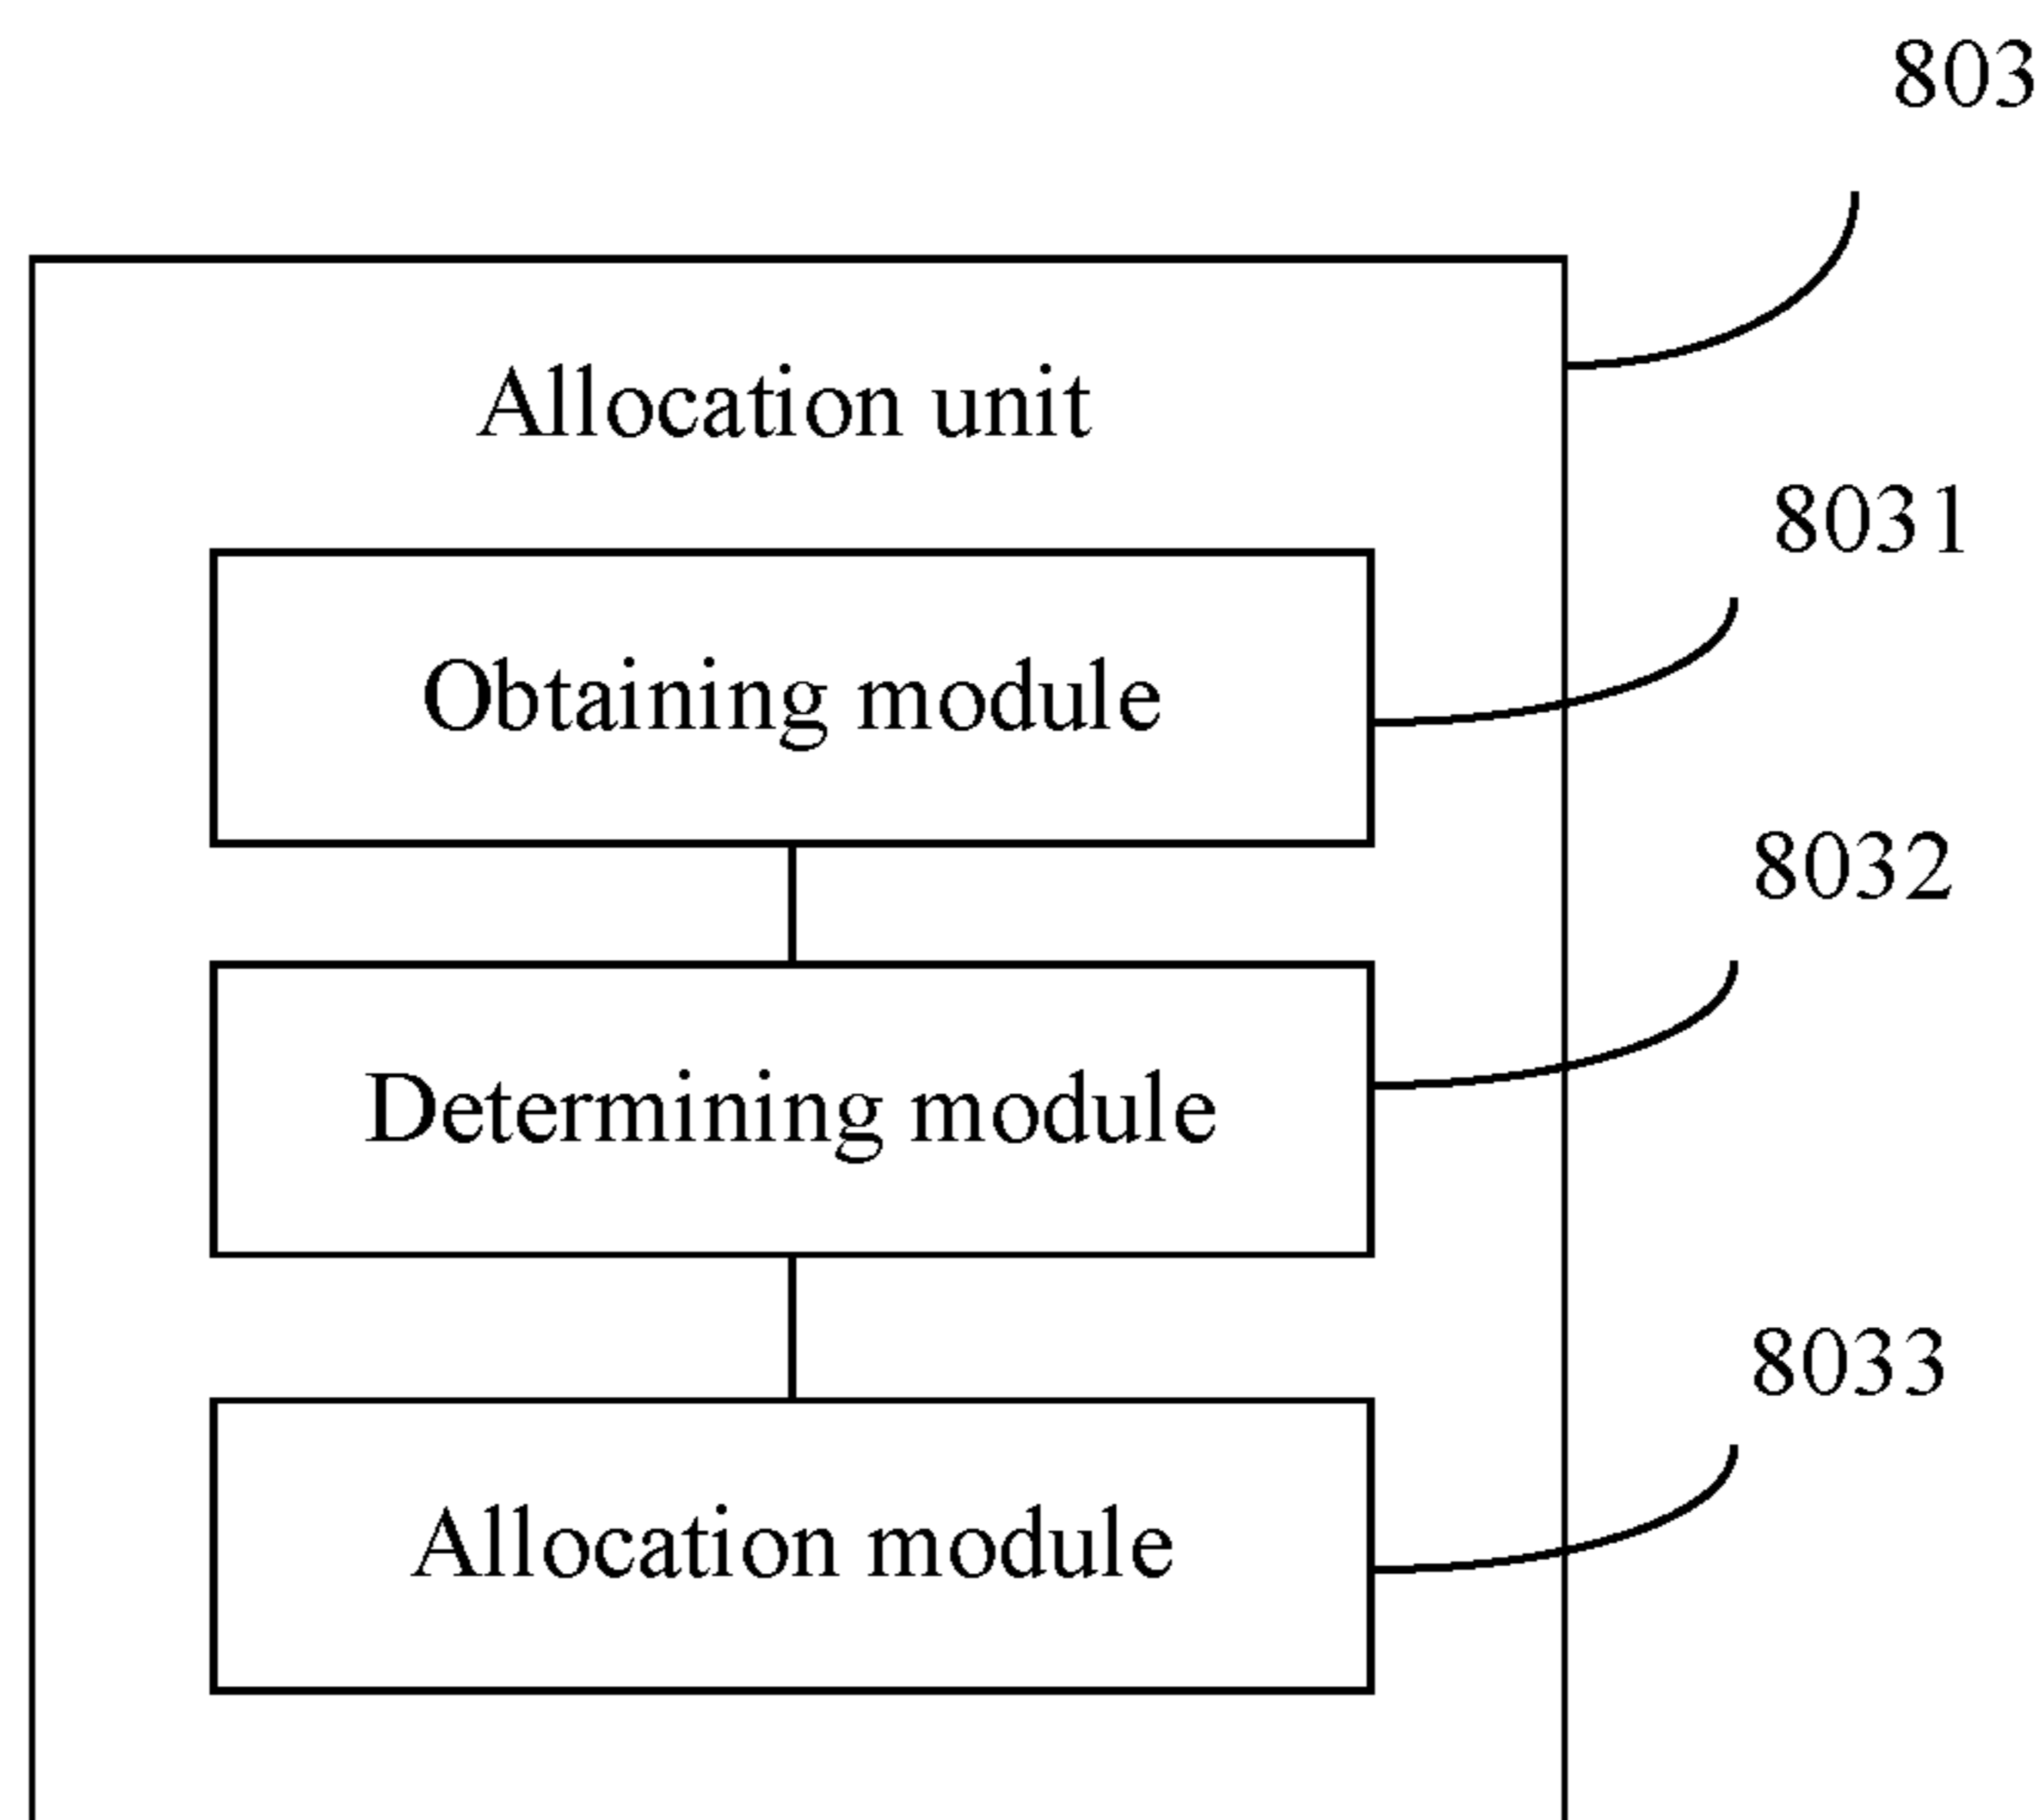 803
Allocation unit
8031
Obtaining module
8032
Determining module
8033
Allocation module